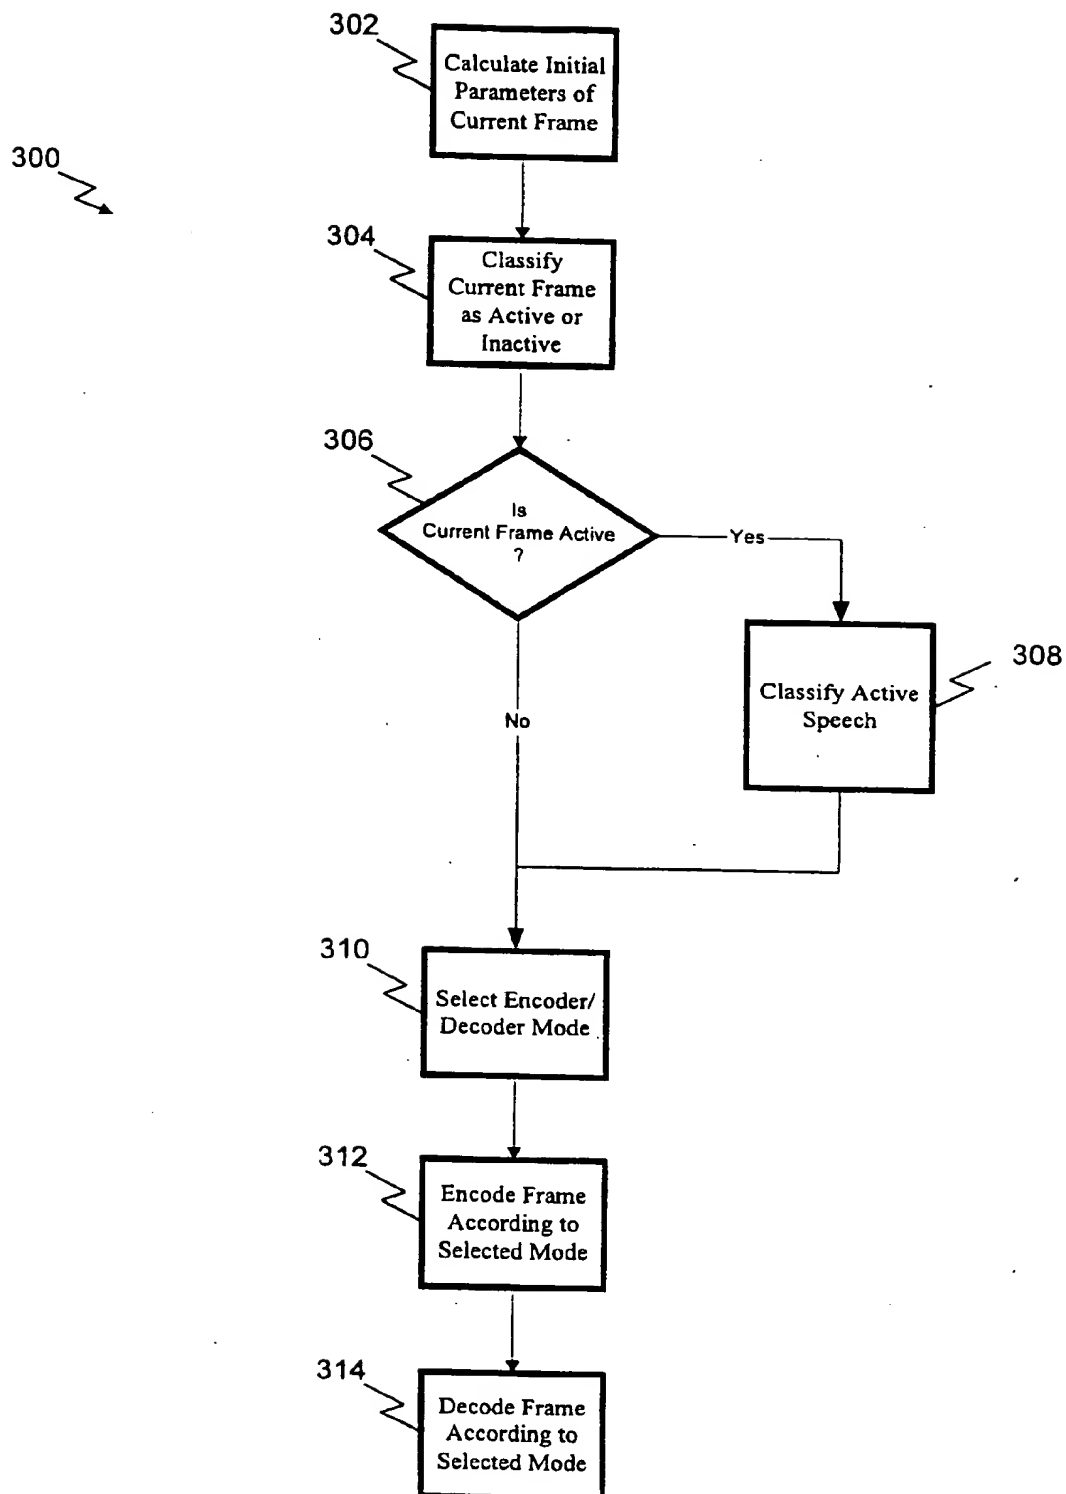 302
Calculate Initial
Parameters of
Current Frame
300
304
Classify
Current Frame
as Active or
Inactive
306
Is
Current Frame Active
?
Yes
308
Classify Active
Speech
No
310
Select Encoder/
Decoder Mode
312
Encode Frame
According to
Selected Mode
314
Decode Frame
According to
Selected Mode